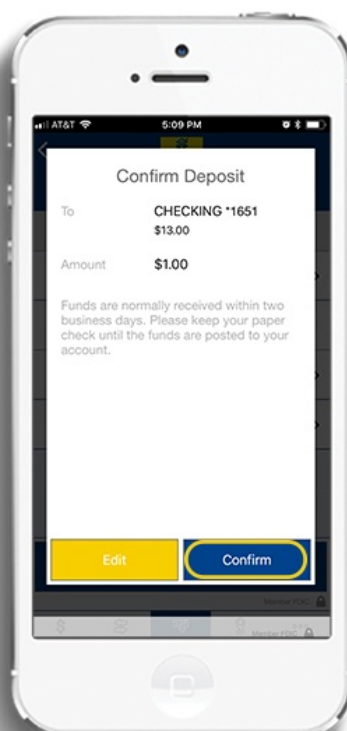 AT&T 5:09 PM
Confirm Deposit
To CHECKING *1651
$13.00
Amount $1.00
Funds are normally received within two
business days. Please keep your paper
check until the funds are posted to your
account.
Edit Confirm
Member FDIC
Member FDIC